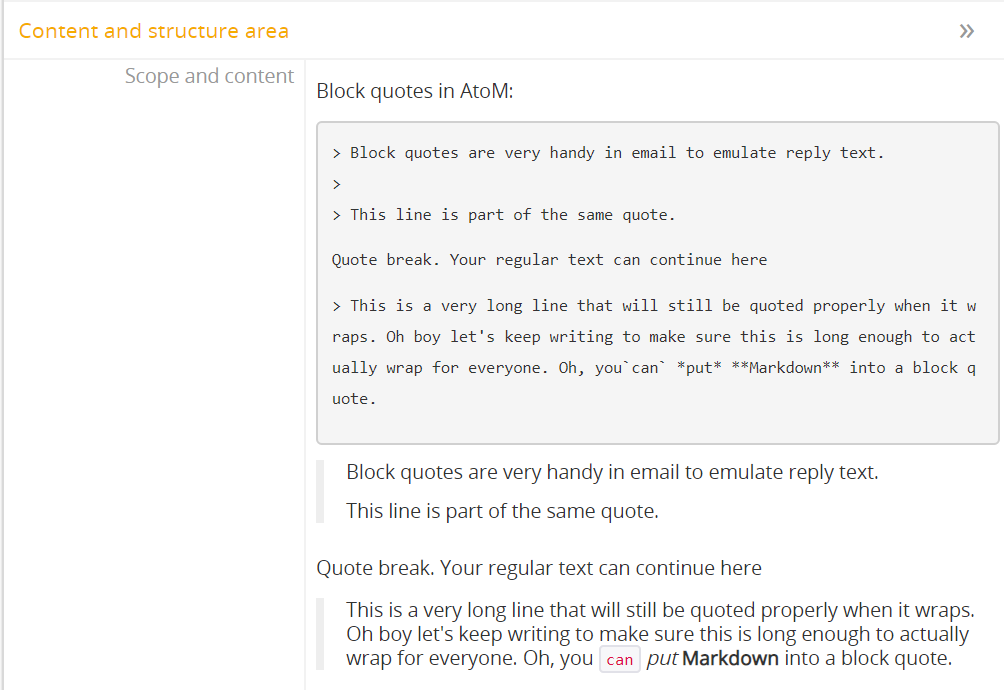 Content and structure area »
Scope and content
Block quotes in AtoM:
> Block quotes are very handy in email to emulate reply text.
>
> This line is part of the same quote.
Quote break. Your regular text can continue here
> This is a very long line that will still be quoted properly when it w
raps. Oh boy let's keep writing to make sure this is long enough to act
ually wrap for everyone. Oh, you`can` *put* **Markdown** into a block q
uote.
Block quotes are very handy in email to emulate reply text.
This line is part of the same quote.
Quote break. Your regular text can continue here
This is a very long line that will still be quoted properly when it wraps.
Oh boy let's keep writing to make sure this is long enough to actually
wrap for everyone. Oh, you can put Markdown into a block quote.